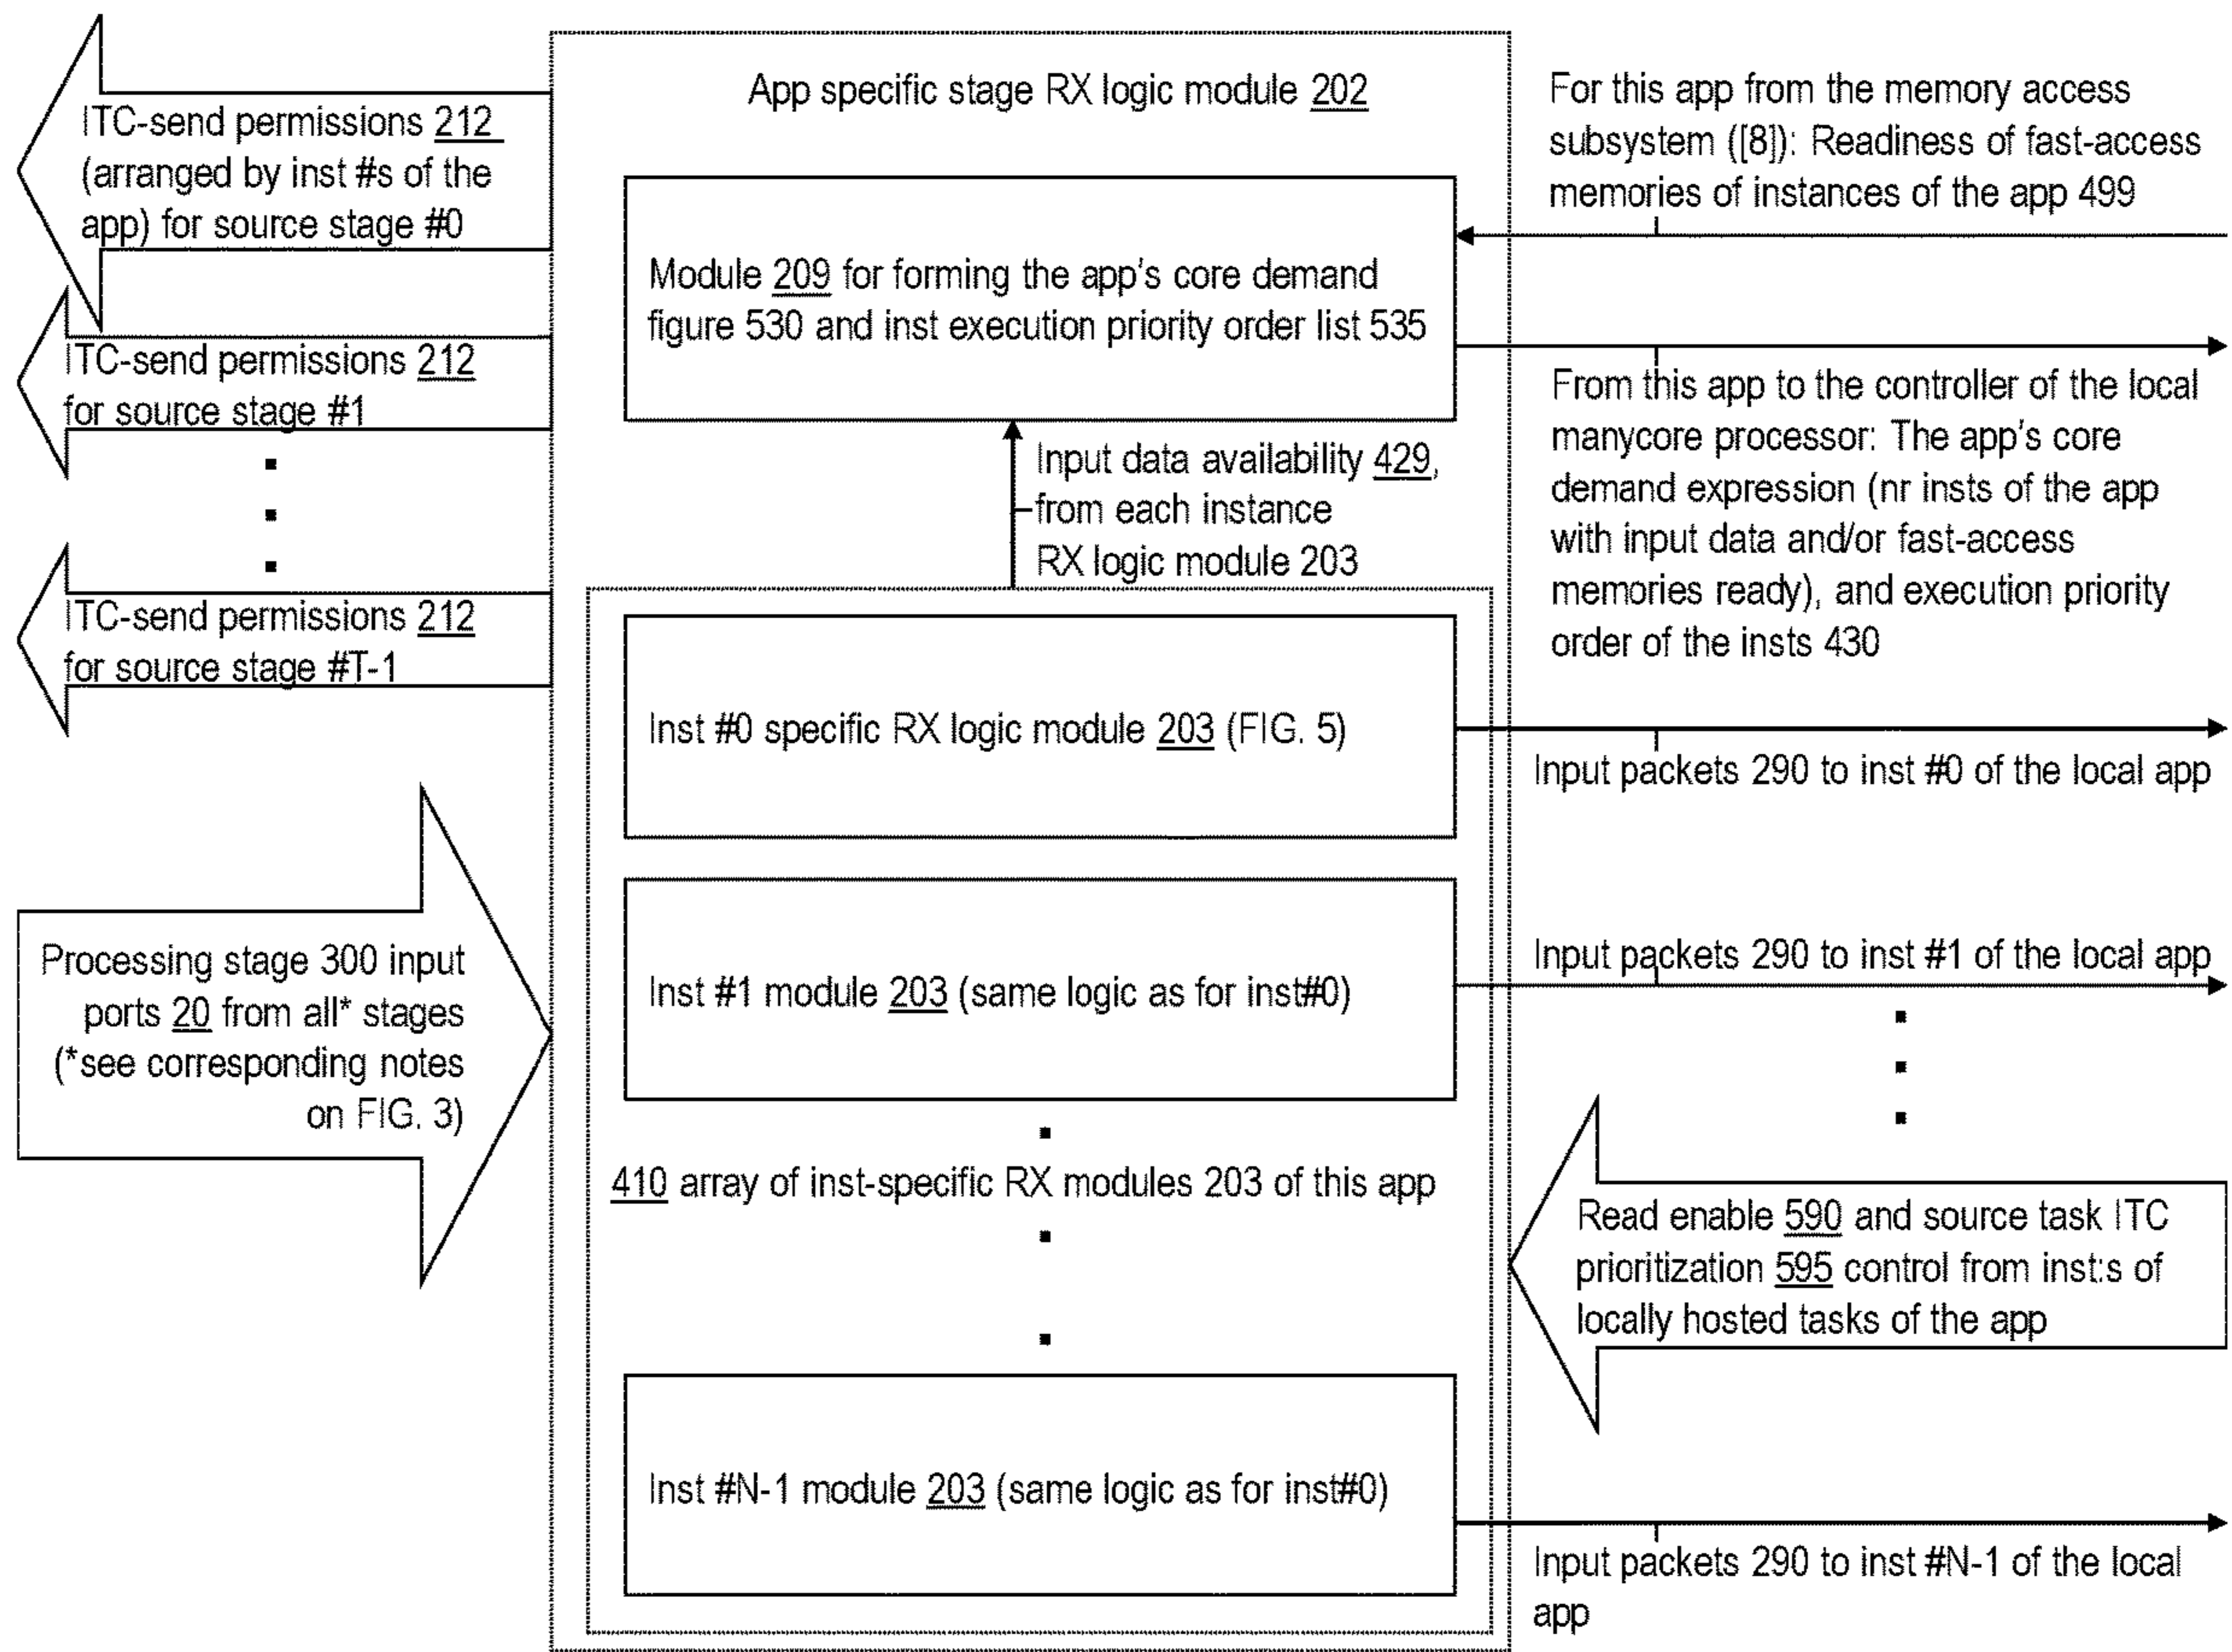 App specific stage RX logic module 202
ITC-send permissions 212
(arranged by inst #s of the
app) for source stage #0
ITC-send permissions 212
for source stage #1
ITC-send permissions 212
for source stage #T-1
Processing stage 300 input
ports 20 from all* stages
(*see corresponding notes
on FIG. 3)
Module 209 for forming the app's core demand
figure 530 and inst execution priority order list 535
Input data availability 429,
from each instance
RX logic module 203
Inst #0 specific RX logic module 203 (FIG. 5)
Inst #1 module 203 (same logic as for inst#0)
410 array of inst-specific RX modules 203 of this app
Inst #N-1 module 203 (same logic as for inst#0)
For this app from the memory access
subsystem ([8]): Readiness of fast-access
memories of instances of the app 499
From this app to the controller of the local
manycore processor: The app's core
demand expression (nr insts of the app
with input data and/or fast-access
memories ready), and execution priority
order of the insts 430
Input packets 290 to inst #0 of the local app
Input packets 290 to inst #1 of the local app
Read enable 590 and source task ITC
prioritization 595 control from inst:s of
locally hosted tasks of the app
Input packets 290 to inst #N-1 of the local
app